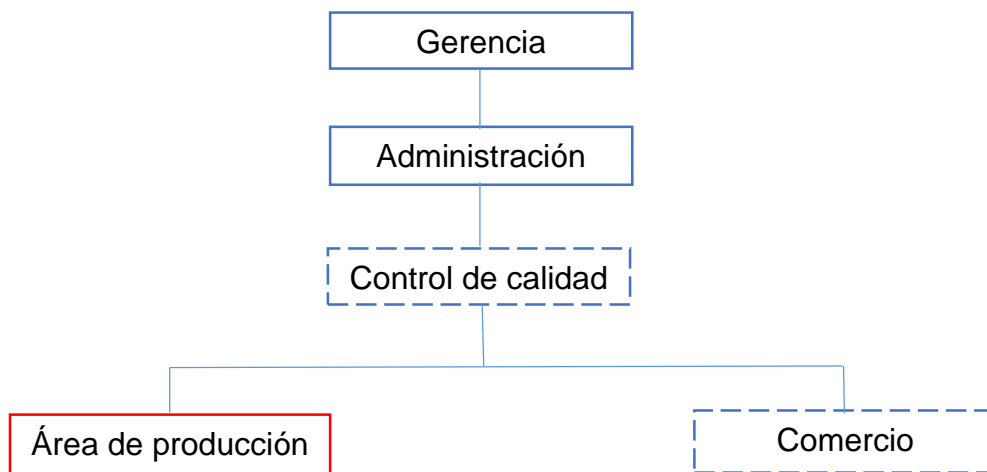 Gerencia
Administración
Control de calidad
Área de producción
Comercio